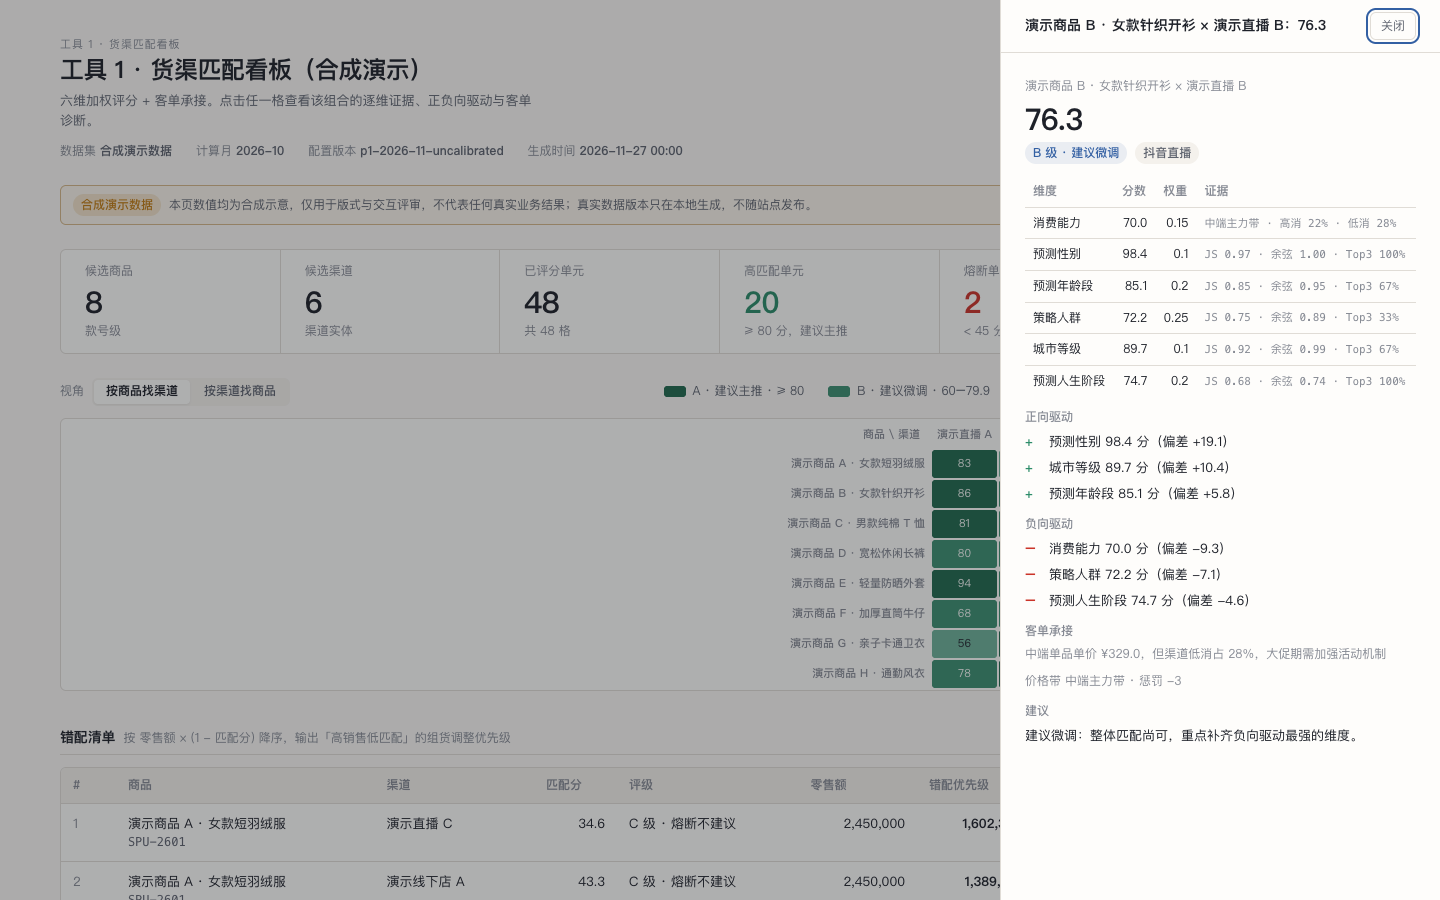 工具 1 · 货渠匹配看板
工具 1 · 货渠匹配看板（合成演示）
六维加权评分 + 客单承接。点击任一格查看该组合的逐维证据、正负向驱动与客单
诊断。
数据集 合成演示数据 计算月 2026-10 配置版本 p1-2026-11-uncalibrated 生成时间 2026-11-27 00:00
合成演示数据 本页数值均为合成示意，仅用于版式与交互评审，不代表任何真实业务结果；真实数据版本只在本地生成，不随站点发布。
候选商品
8
款号级
候选渠道
6
渠道实体
已评分单元
48
共 48 格
高匹配单元
20
≥ 80 分，建议主推
熔断单
2
< 45 分
视角 按商品找渠道 按渠道找商品
A · 建议主推 · ≥ 80 B · 建议微调 · 60–79.9
商品 \ 渠道 演示直播 A
演示商品 A · 女款短羽绒服 83
演示商品 B · 女款针织开衫 86
演示商品 C · 男款纯棉 T 恤 81
演示商品 D · 宽松休闲长裤 80
演示商品 E · 轻量防晒外套 94
演示商品 F · 加厚直筒牛仔 68
演示商品 G · 亲子卡通卫衣 56
演示商品 H · 通勤风衣 78
错配清单 按 零售额 × (1 − 匹配分) 降序，输出「高销售低匹配」的组货调整优先级
# 商品 渠道 匹配分 评级 零售额 错配优先级
1 演示商品 A · 女款短羽绒服 演示直播 C 34.6 C 级 · 熔断不建议 2,450,000 1,602,
SPU-2601
2 演示商品 A · 女款短羽绒服 演示线下店 A 43.3 C 级 · 熔断不建议 2,450,000 1,389,
SPU-2601
演示商品 B · 女款针织开衫 × 演示直播 B：76.3 关闭
演示商品 B · 女款针织开衫 × 演示直播 B
76.3
B 级 · 建议微调 抖音直播
维度 分数 权重 证据
消费能力 70.0 0.15 中端主力带 · 高消 22% · 低消 28%
预测性别 98.4 0.1 JS 0.97 · 余弦 1.00 · Top3 100%
预测年龄段 85.1 0.2 JS 0.85 · 余弦 0.95 · Top3 67%
策略人群 72.2 0.25 JS 0.75 · 余弦 0.89 · Top3 33%
城市等级 89.7 0.1 JS 0.92 · 余弦 0.99 · Top3 67%
预测人生阶段 74.7 0.2 JS 0.68 · 余弦 0.74 · Top3 100%
正向驱动
+ 预测性别 98.4 分（偏差 +19.1）
+ 城市等级 89.7 分（偏差 +10.4）
+ 预测年龄段 85.1 分（偏差 +5.8）
负向驱动
− 消费能力 70.0 分（偏差 −9.3）
− 策略人群 72.2 分（偏差 −7.1）
− 预测人生阶段 74.7 分（偏差 −4.6）
客单承接
中端单品单价 ¥329.0，但渠道低消占 28%，大促期需加强活动机制
价格带 中端主力带 · 惩罚 −3
建议
建议微调：整体匹配尚可，重点补齐负向驱动最强的维度。